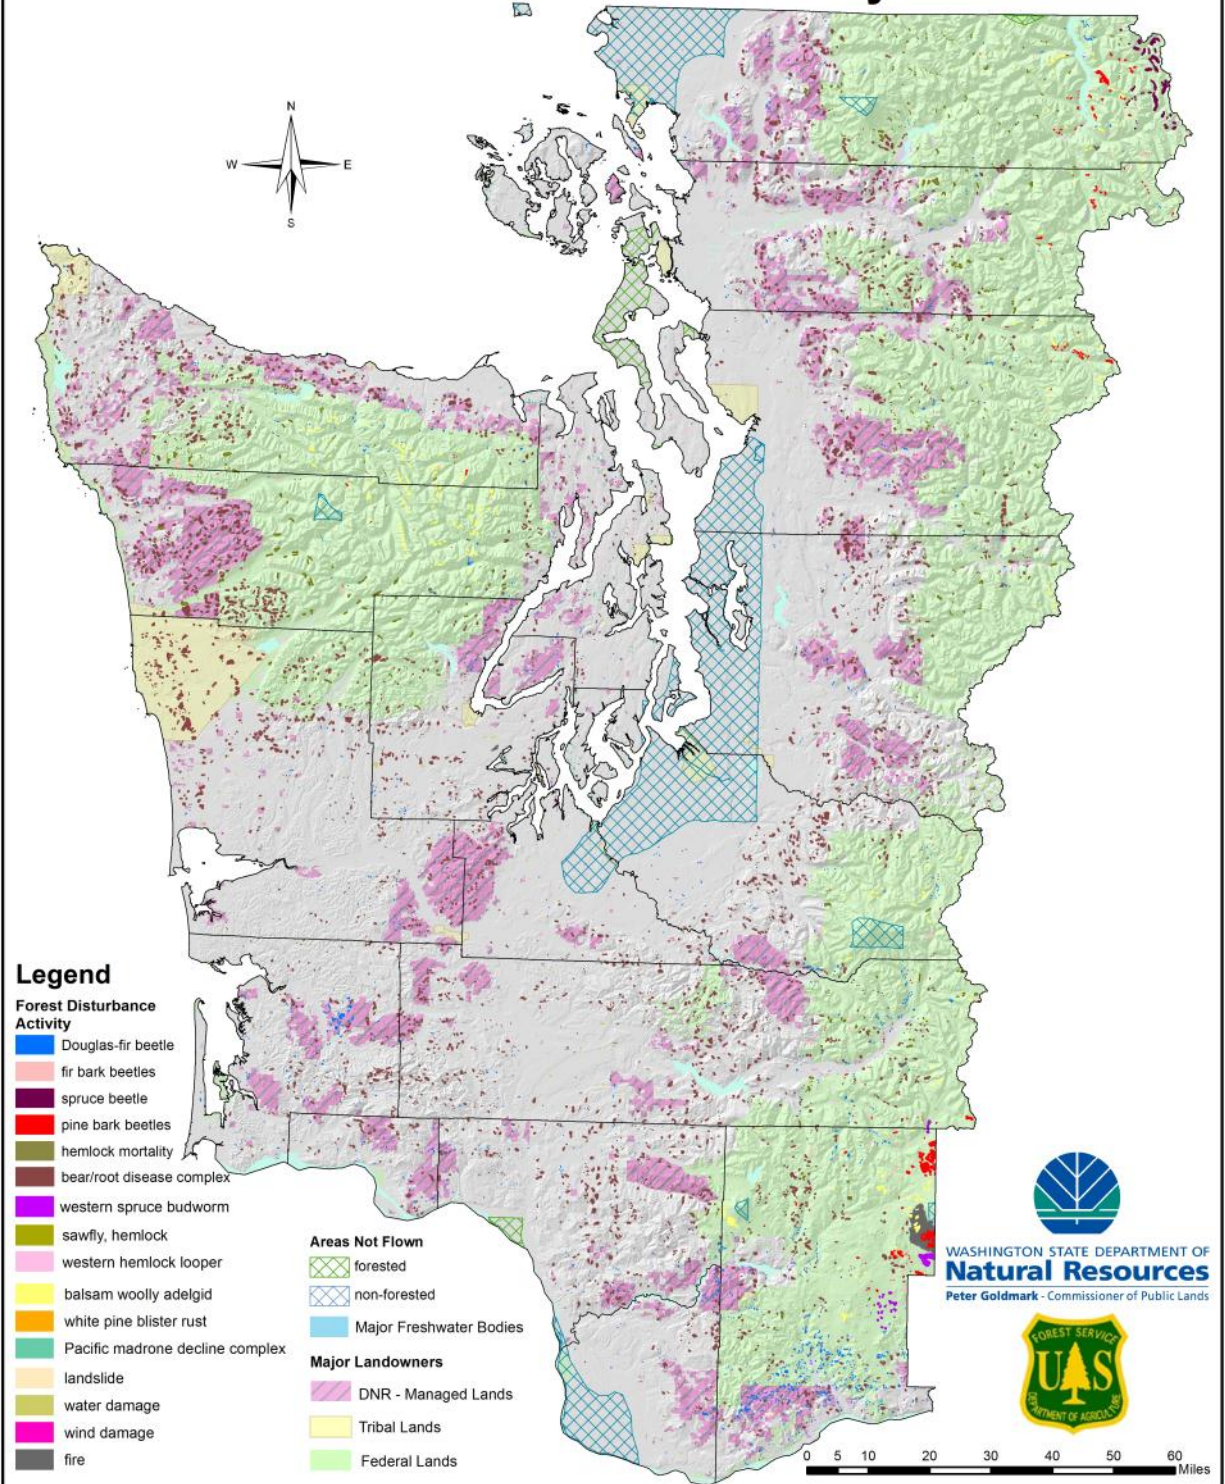 N
W E
S
Legend
Forest Disturbance
Activity
Douglas-fir beetle
fir bark beetles
spruce beetle
pine bark beetles
hemlock mortality
bear/root disease complex
western spruce budworm
sawfly, hemlock
western hemlock looper
balsam woolly adelgid
white pine blister rust
Pacific madrone decline complex
landslide
water damage
wind damage
fire
Areas Not Flown
forested
non-forested
Major Freshwater Bodies
Major Landowners
DNR - Managed Lands
Tribal Lands
Federal Lands
WASHINGTON STATE DEPARTMENT OF
Natural Resources
Peter Goldmark - Commissioner of Public Lands
FOREST SERVICE
U S
DEPARTMENT OF AGRICULTURE
0 5 10 20 30 40 50 60
Miles